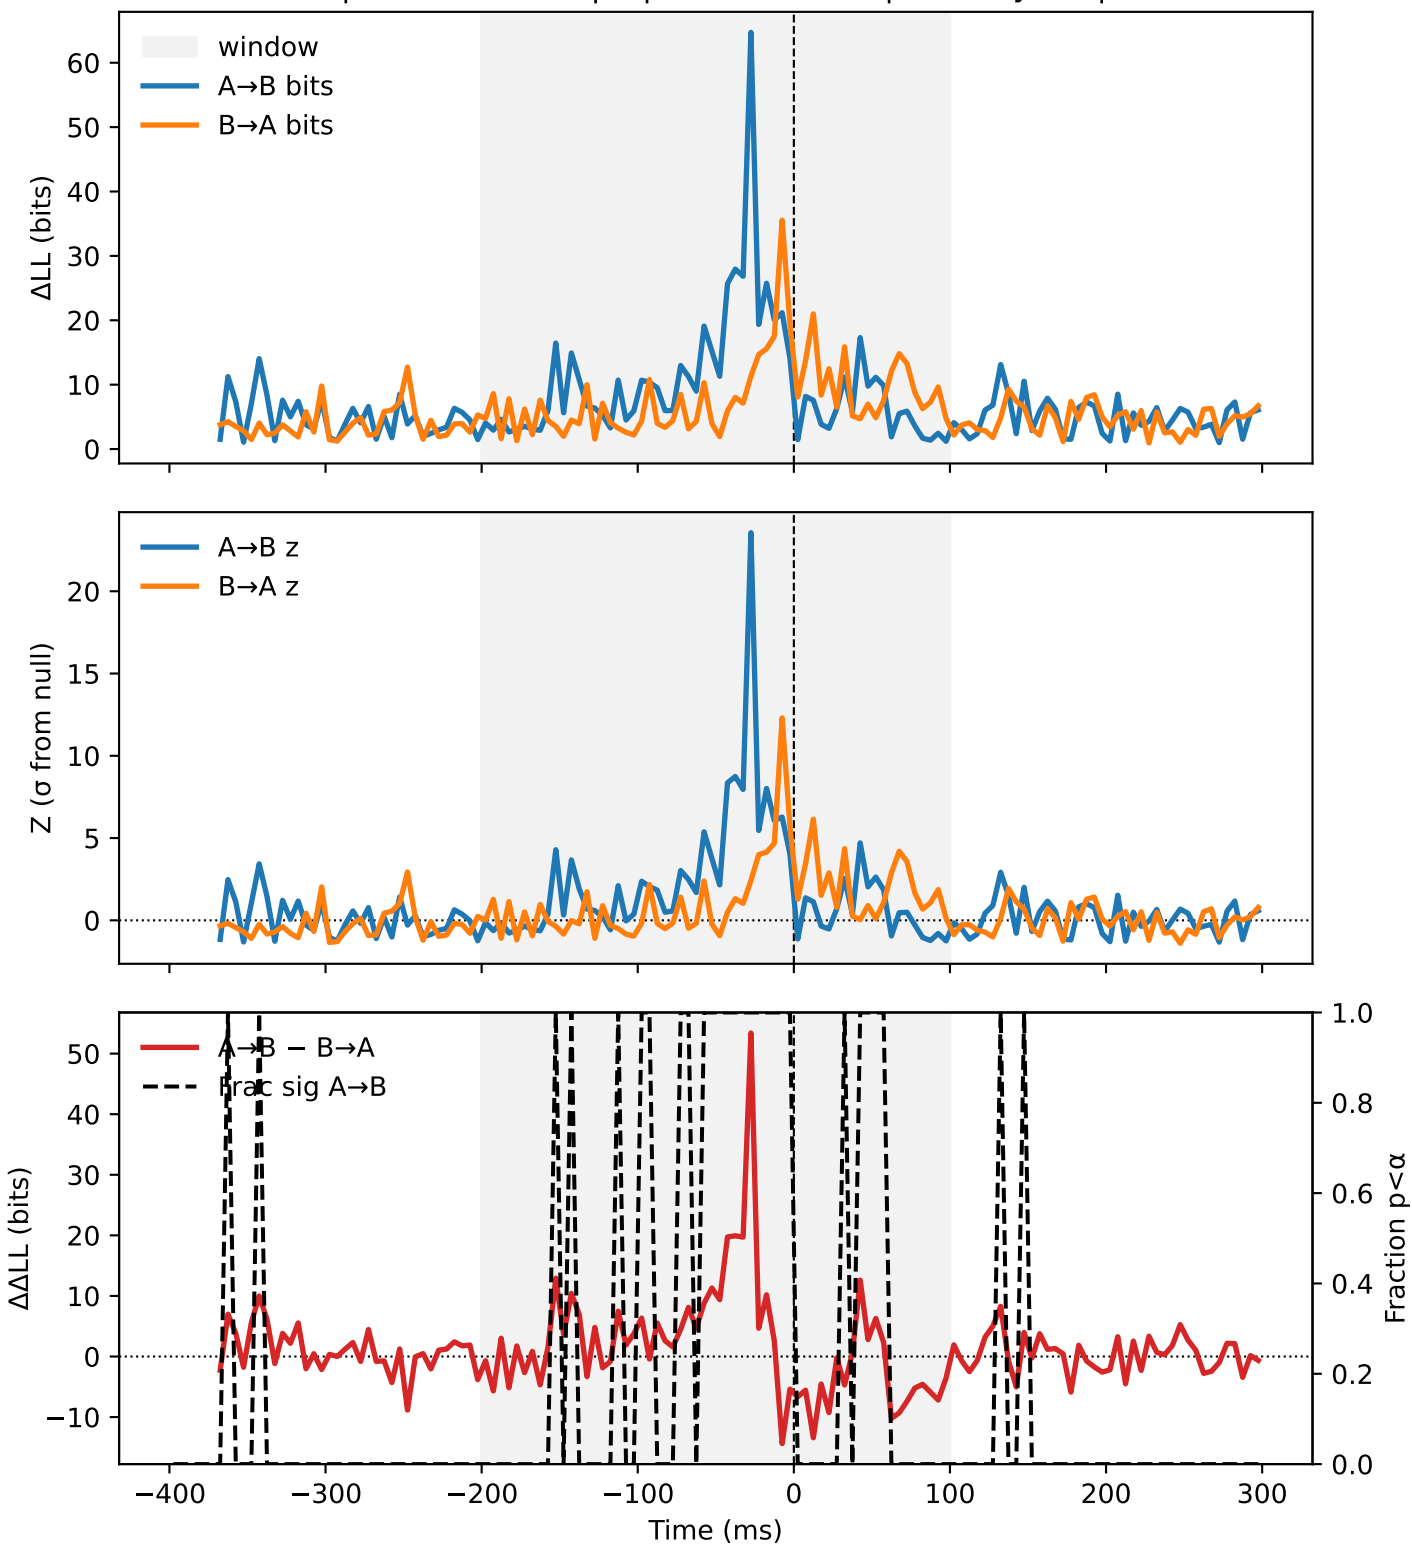 window
A→B bits
B→A bits
60
50
40
30
20
10
0
ΔLL (bits)
A→B z
B→A z
20
15
10
5
0
Z (σ from null)
A→B − B→A
Frac sig A→B
50
40
30
20
10
0
−10
ΔΔLL (bits)
1.0
0.8
0.6
0.4
0.2
0.0
Fraction p<α
−400 −300 −200 −100 0 100 200 300
Time (ms)